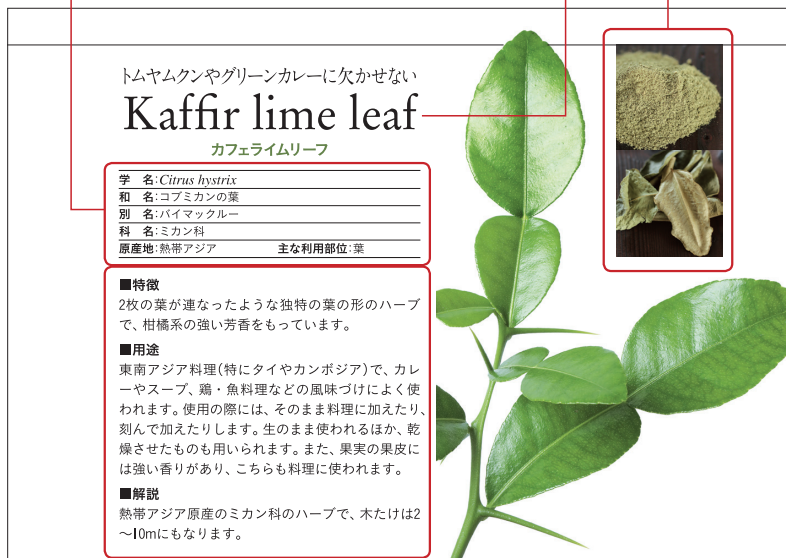 トムヤムクンやグリーンカレーに欠かせない
Kaffir lime leaf
カフェライムリーフ
学　名:Citrus hystrix
和　名:コブミカンの葉
別　名:バイマックルー
科　名:ミカン科
原産地:熱帯アジア　　主な利用部位:葉
■特徴
2枚の葉が連なったような独特の葉の形のハーブ
で、柑橘系の強い芳香をもっています。
■用途
東南アジア料理(特にタイやカンボジア)で、カレ
ーやスープ、鶏・魚料理などの風味づけによく使
われます。使用の際には、そのまま料理に加えたり、
刻んで加えたりします。生のまま使われるほか、乾
燥させたものも用いられます。また、果実の果皮に
は強い香りがあり、こちらも料理に使われます。
■解説
熱帯アジア原産のミカン科のハーブで、木たけは2
～10mにもなります。